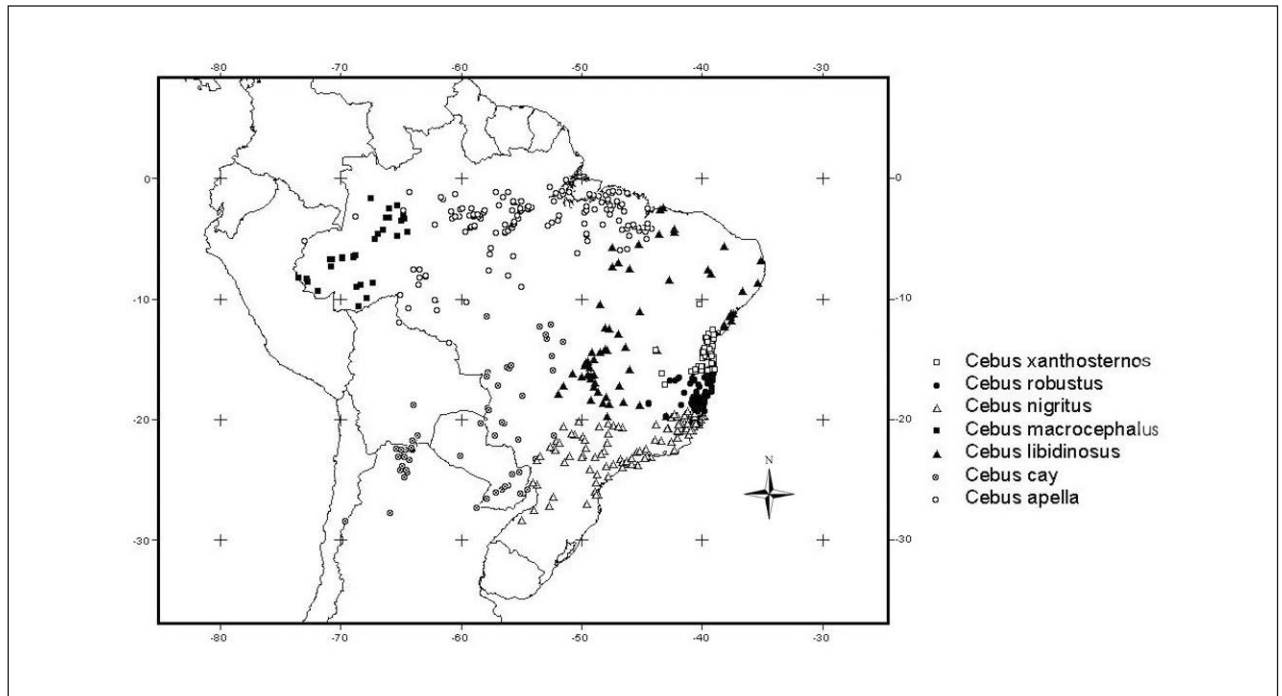 -80 -70 -60 -50 -40 -30
0 0
-10 -10
-20 -20
-30 -30
-80 -70 -60 -50 -40 -30
N
Cebus xanthosternos
Cebus robustus
Cebus nigritus
Cebus macrocephalus
Cebus libidinosus
Cebus cay
Cebus apella